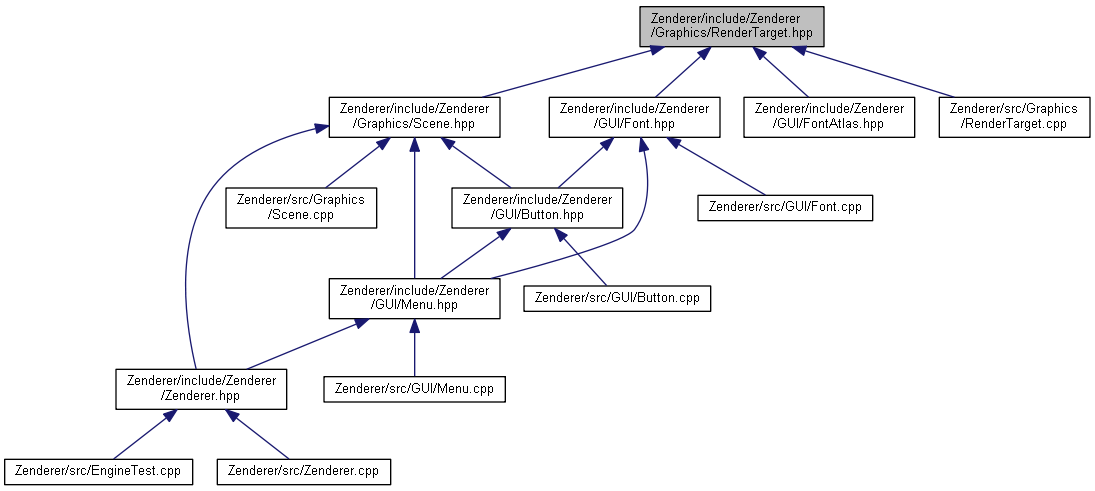 Zenderer/include/Zenderer
/Graphics/RenderTarget.hpp
Zenderer/include/Zenderer
/Graphics/Scene.hpp
Zenderer/include/Zenderer
/GUI/Font.hpp
Zenderer/include/Zenderer
/GUI/FontAtlas.hpp
Zenderer/src/Graphics
/RenderTarget.cpp
Zenderer/src/Graphics
/Scene.cpp
Zenderer/include/Zenderer
/GUI/Button.hpp
Zenderer/src/GUI/Font.cpp
Zenderer/include/Zenderer
/GUI/Menu.hpp
Zenderer/src/GUI/Button.cpp
Zenderer/include/Zenderer
/Zenderer.hpp
Zenderer/src/GUI/Menu.cpp
Zenderer/src/EngineTest.cpp
Zenderer/src/Zenderer.cpp